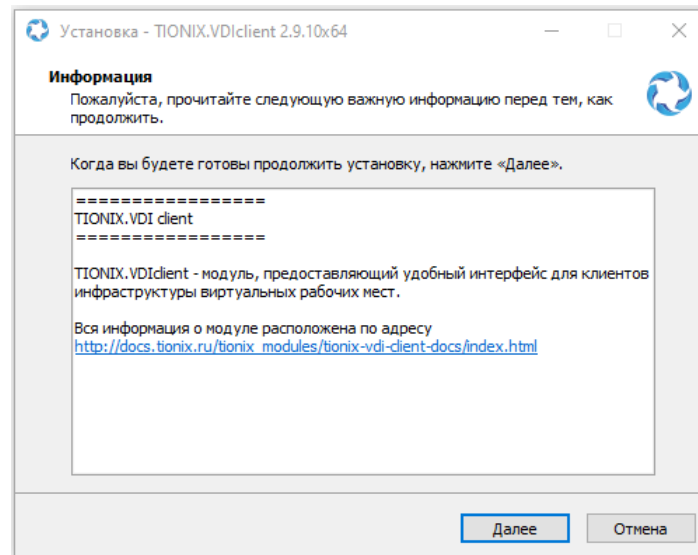 Установка - TIONIX.VDIclient 2.9.10x64
Информация
Пожалуйста, прочитайте следующую важную информацию перед тем, как
продолжить.
Когда вы будете готовы продолжить установку, нажмите «Далее».
=================
TIONIX.VDI client
=================
TIONIX.VDIclient - модуль, предоставляющий удобный интерфейс для клиентов
инфраструктуры виртуальных рабочих мест.
Вся информация о модуле расположена по адресу
http://docs.tionix.ru/tionix_modules/tionix-vdi-client-docs/index.html
Далее
Отмена